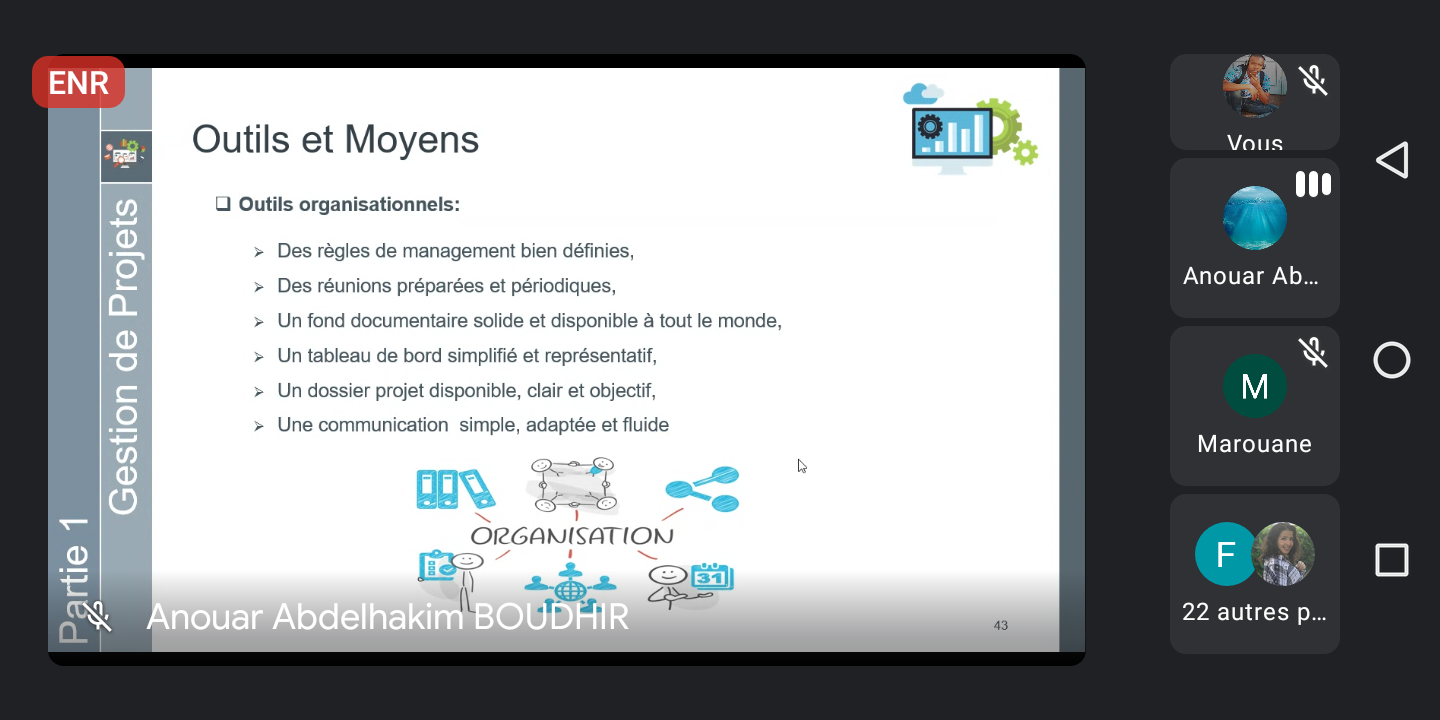 ENR
Outils et Moyens
❑ Outils organisationnels:
➢ Des règles de management bien définies,
➢ Des réunions préparées et périodiques,
➢ Un fond documentaire solide et disponible à tout le monde,
➢ Un tableau de bord simplifié et représentatif,
➢ Un dossier projet disponible, clair et objectif,
➢ Une communication  simple, adaptée et fluide
ORGANISATION
31
43
Partie 1
Gestion de Projets
Anouar Abdelhakim BOUDHIR
Vous
Anouar Ab...
M
Marouane
F
22 autres p...